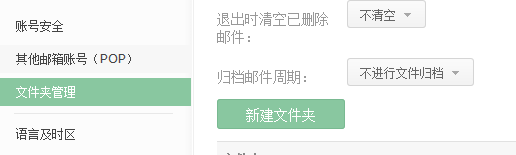 账号安全
其他邮箱账号（POP）
文件夹管理
语言及时区
退出时清空已删除
邮件：
不清空
归档邮件周期：
不进行文件归档
新建文件夹